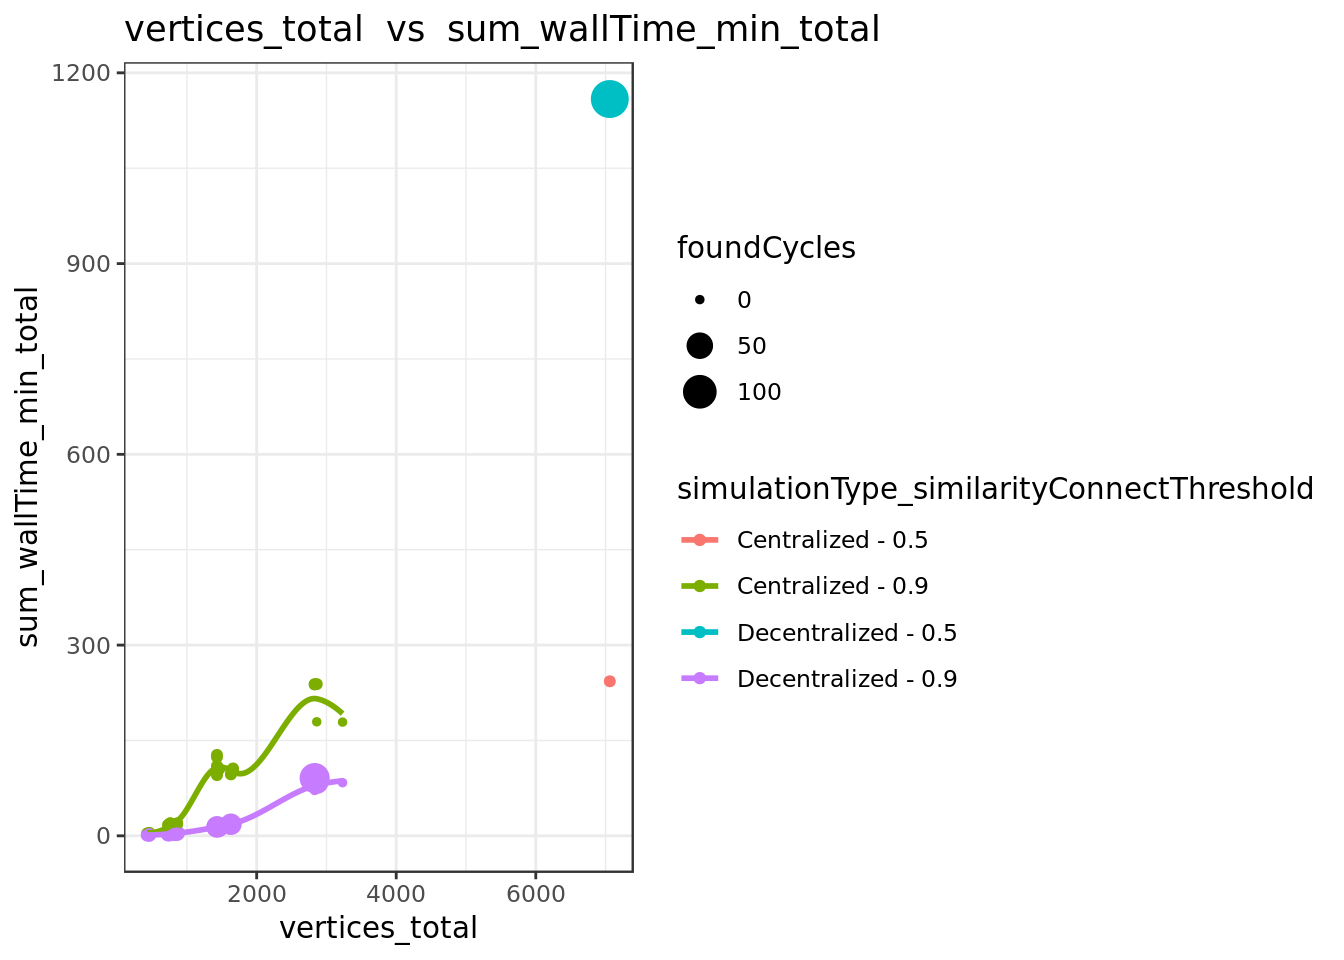 vertices_total vs sum_wallTime_min_total
1200
900
600
300
0
sum_wallTime_min_total
2000 4000 6000
vertices_total
foundCycles
0
50
100
simulationType_similarityConnectThreshold
Centralized - 0.5
Centralized - 0.9
Decentralized - 0.5
Decentralized - 0.9